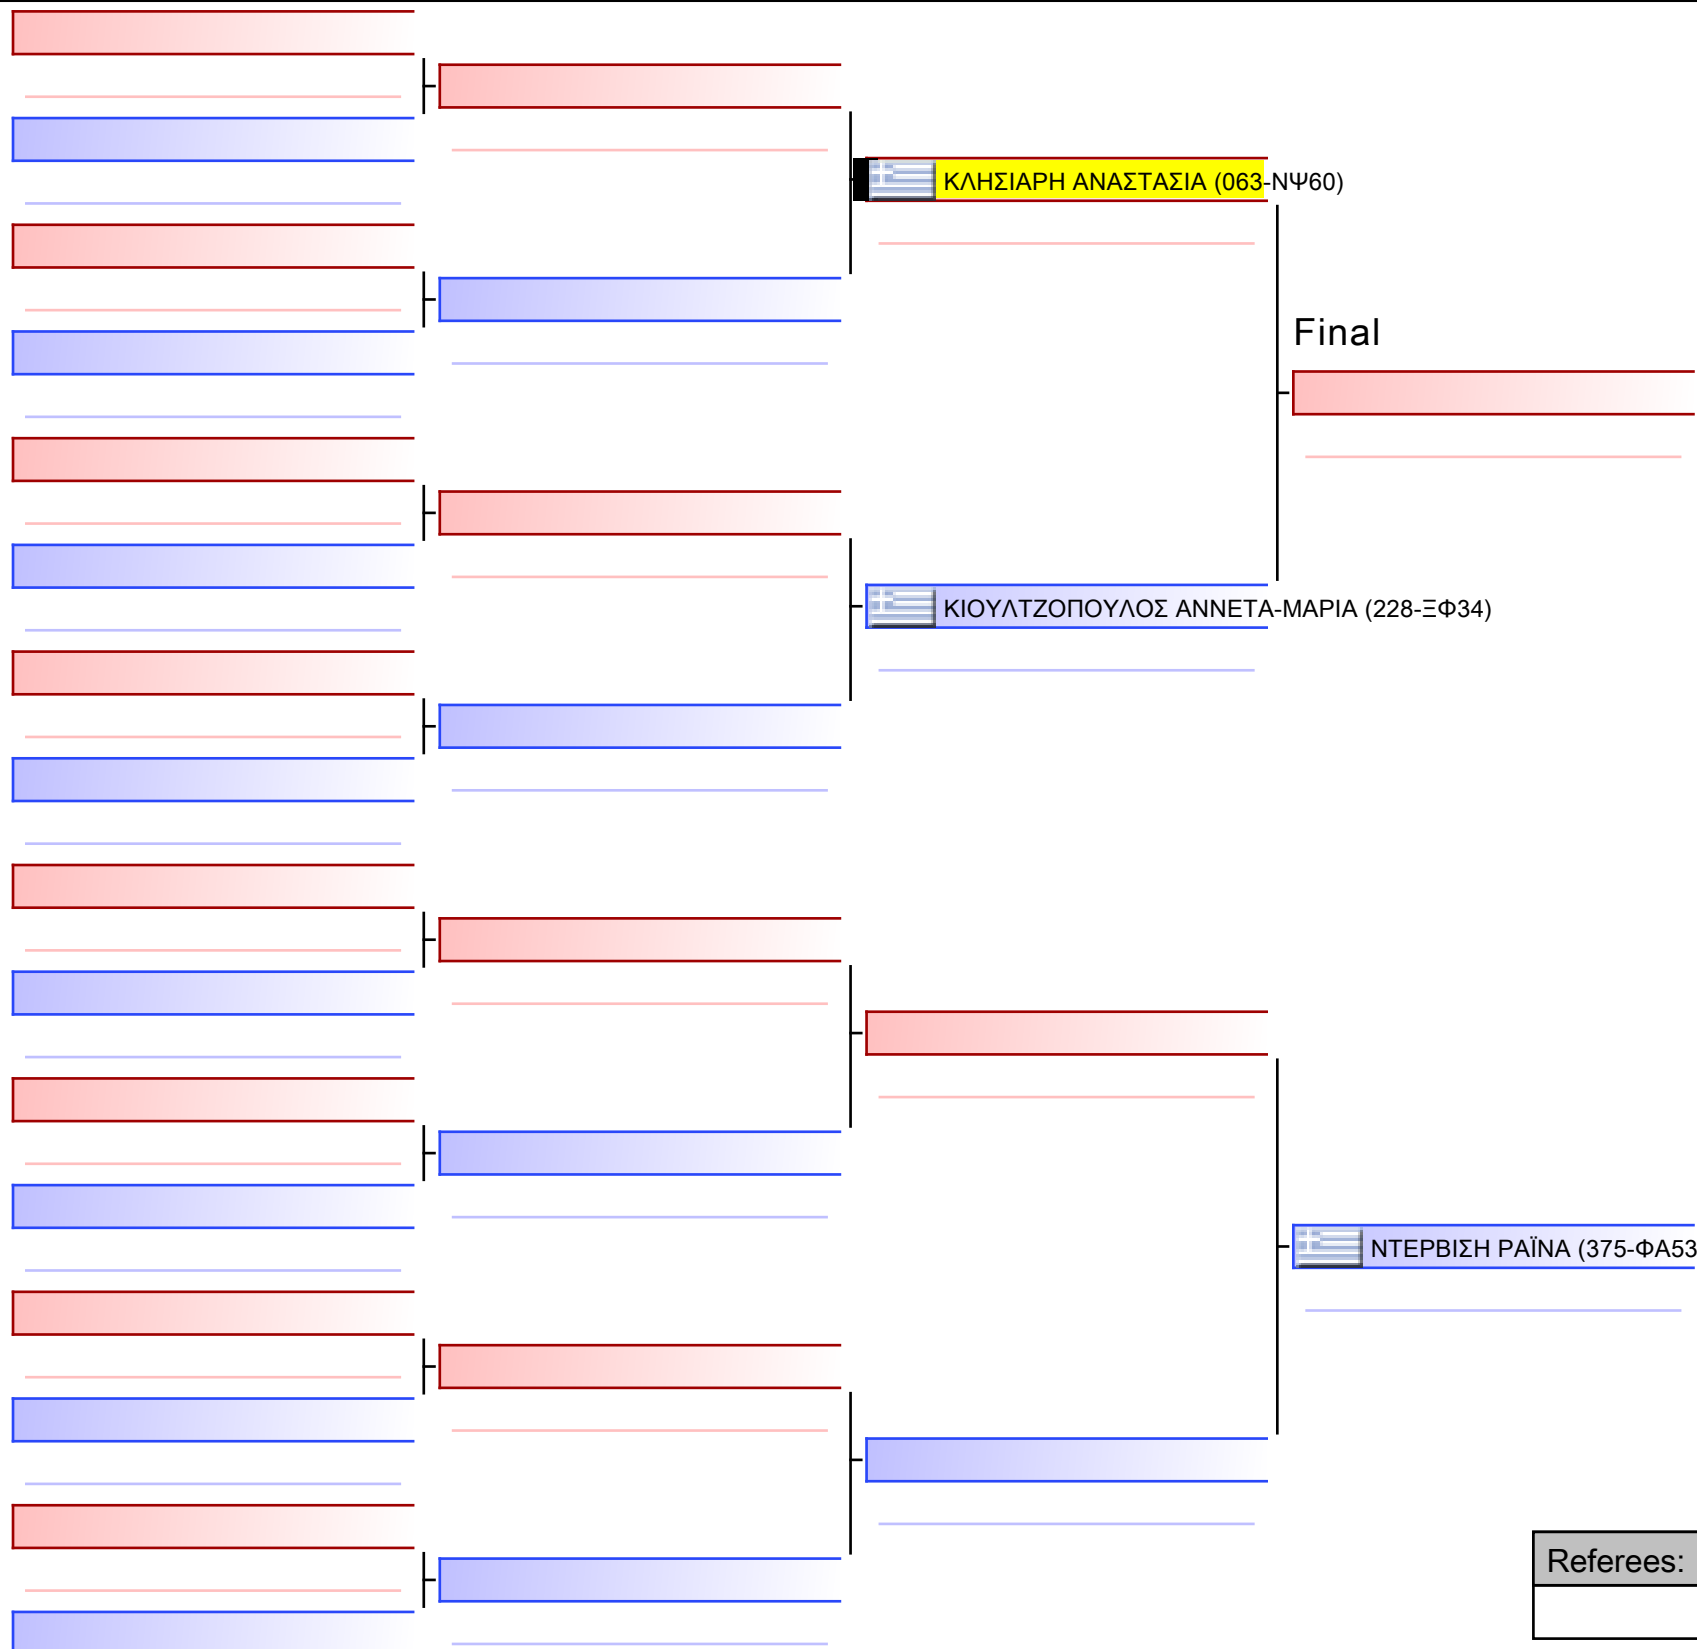 ΚΛΗΣΙΑΡΗ ΑΝΑΣΤΑΣΙΑ (063-ΝΨ60)
Final
ΚΙΟΥΛΤΖΟΠΟΥΛΟΣ ΑΝΝΕΤΑ-ΜΑΡΙΑ (228-ΞΦ34)
ΝΤΕΡΒΙΣΗ ΡΑΪΝΑ (375-ΦΑ53
Referees: